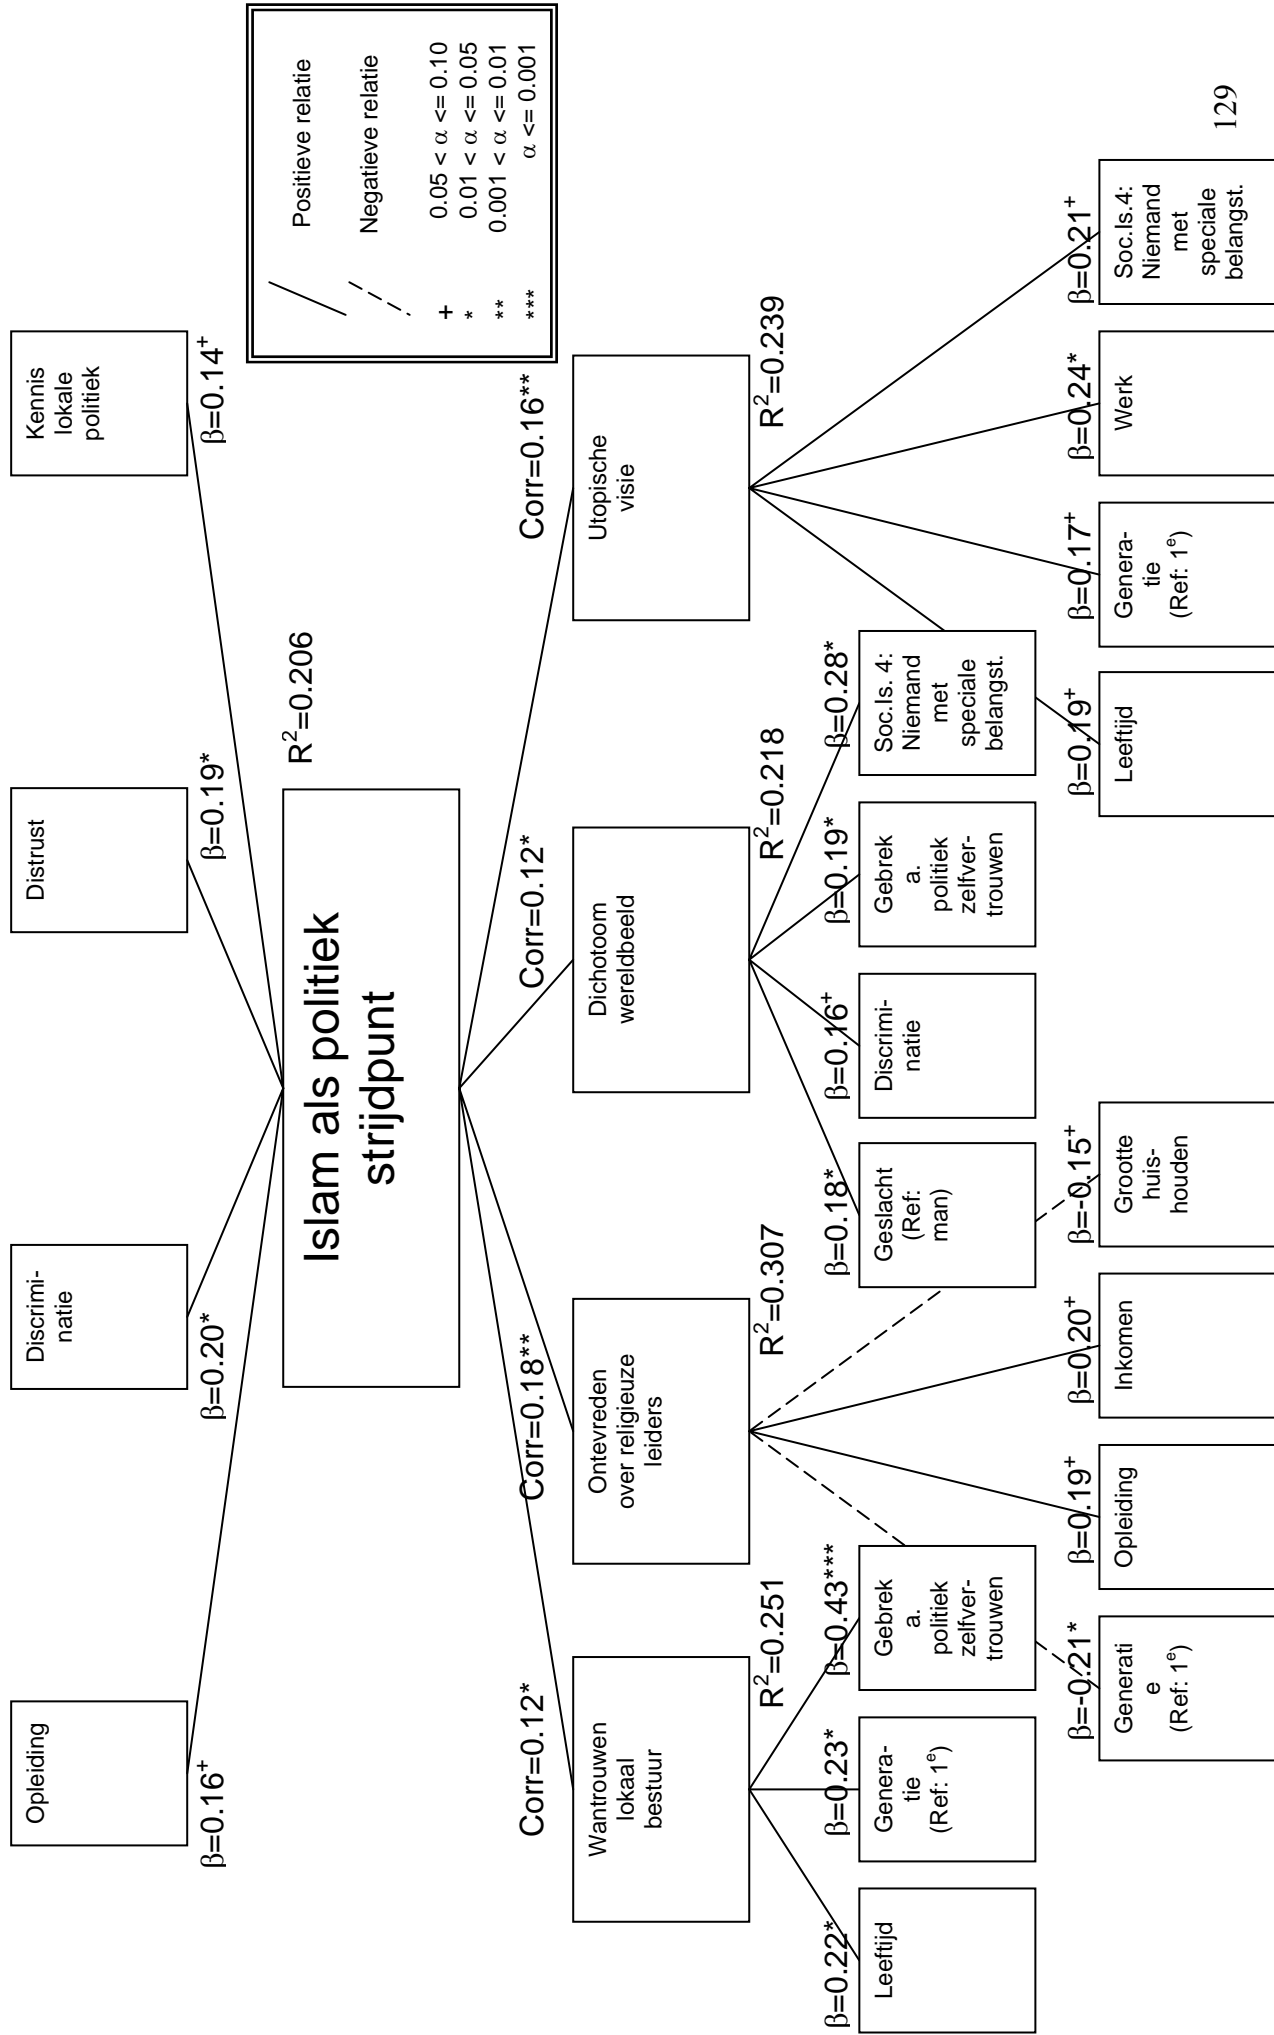 Opleiding
β=0.16+
Discrimi-
natie
β=0.20*
Distrust
β=0.19*
Kennis
lokale
politiek
β=0.14+
Positieve relatie
Negatieve relatie
+ 0.05 < α <= 0.10
* 0.01 < α <= 0.05
** 0.001 < α <= 0.01
*** α <= 0.001
Islam als politiek
strijdpunt
R²=0.206
Corr=0.12*
Corr=0.18**
Corr=0.12*
Corr=0.16**
Wantrouwen
lokaal
bestuur
R²=0.251
Ontevreden
over religieuze
leiders
R²=0.307
Dichotoom
wereldbeeld
R²=0.218
Utopische
visie
R²=0.239
β=0.22*
Leeftijd
β=0.23*
Genera-
tie
(Ref: 1ᵉ)
β=0.43***
Gebrek
a.
politiek
zelfver-
trouwen
β=0.18*
Geslacht
(Ref:
man)
β=0.16+
Discrimi-
natie
β=0.19*
Gebrek
a.
politiek
zelfver-
trouwen
β=0.28*
Soc.Is. 4:
Niemand
met
speciale
belangst.
β=-0.21*
Generati
e
(Ref: 1ᵉ)
β=0.19+
Opleiding
β=0.20+
Inkomen
β=-0.15+
Grootte
huis-
houden
β=0.19+
Leeftijd
β=0.17+
Genera-
tie
(Ref: 1ᵉ)
β=0.24*
Werk
β=0.21+
Soc.Is.4:
Niemand
met
speciale
belangst.
129